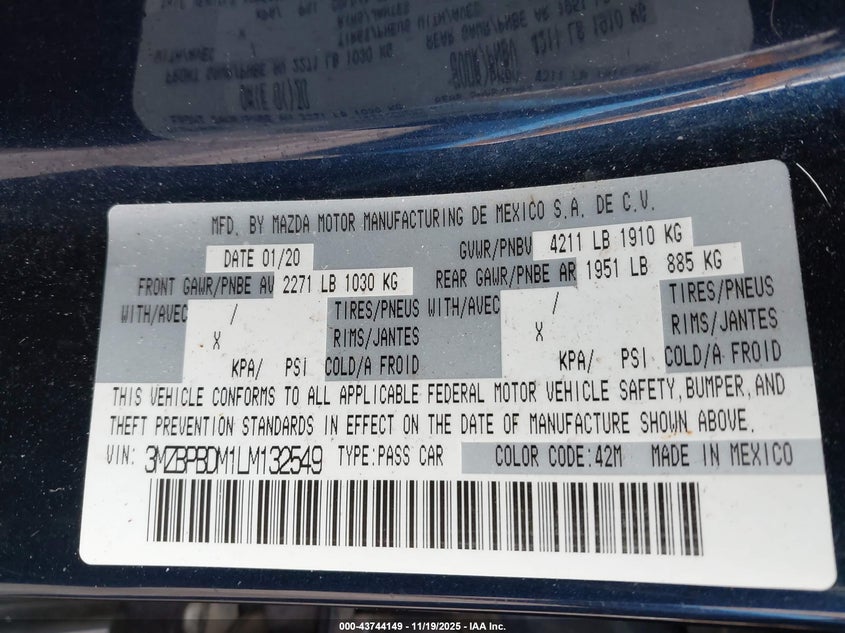 MFD. BY MAZDA MOTOR MANUFACTURING DE MEXICO S.A. DE C.V.
DATE 01/20 GVWR/PNBV 4211 LB 1910 KG
FRONT GAWR/PNBE AV 2271 LB 1030 KG REAR GAWR/PNBE AR 1951 LB 885 KG
WITH/AVEC / TIRES/PNEUS WITH/AVEC / TIRES/PNEUS
X RIMS/JANTES X RIMS/JANTES
KPA/ PSI COLD/A FROID KPA/ PSI COLD/A FROID
THIS VEHICLE CONFORMS TO ALL APPLICABLE FEDERAL MOTOR VEHICLE SAFETY, BUMPER, AND
THEFT PREVENTION STANDARDS IN EFFECT ON THE DATE OF MANUFACTURE SHOWN ABOVE.
VIN: 3MZBPBDM1LM132549 TYPE:PASS CAR COLOR CODE:42M MADE IN MEXICO
000-43744149 - 11/19/2025 - IAA Inc.